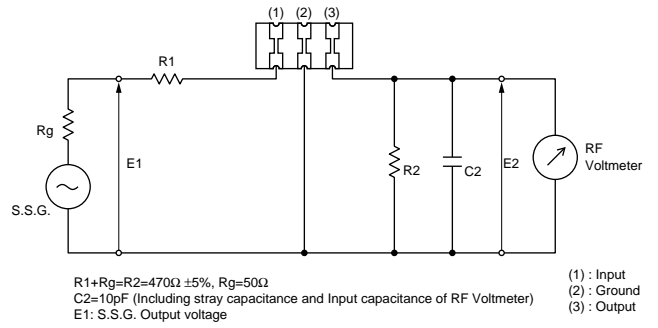 (1) (2) (3)
R1
Rg
E1
S.S.G.
R2
C2
E2
RF
Voltmeter
R1+Rg=R2=470Ω ±5%, Rg=50Ω
C2=10pF (Including stray capacitance and Input capacitance of RF Voltmeter)
E1: S.S.G. Output voltage
(1) : Input
(2) : Ground
(3) : Output